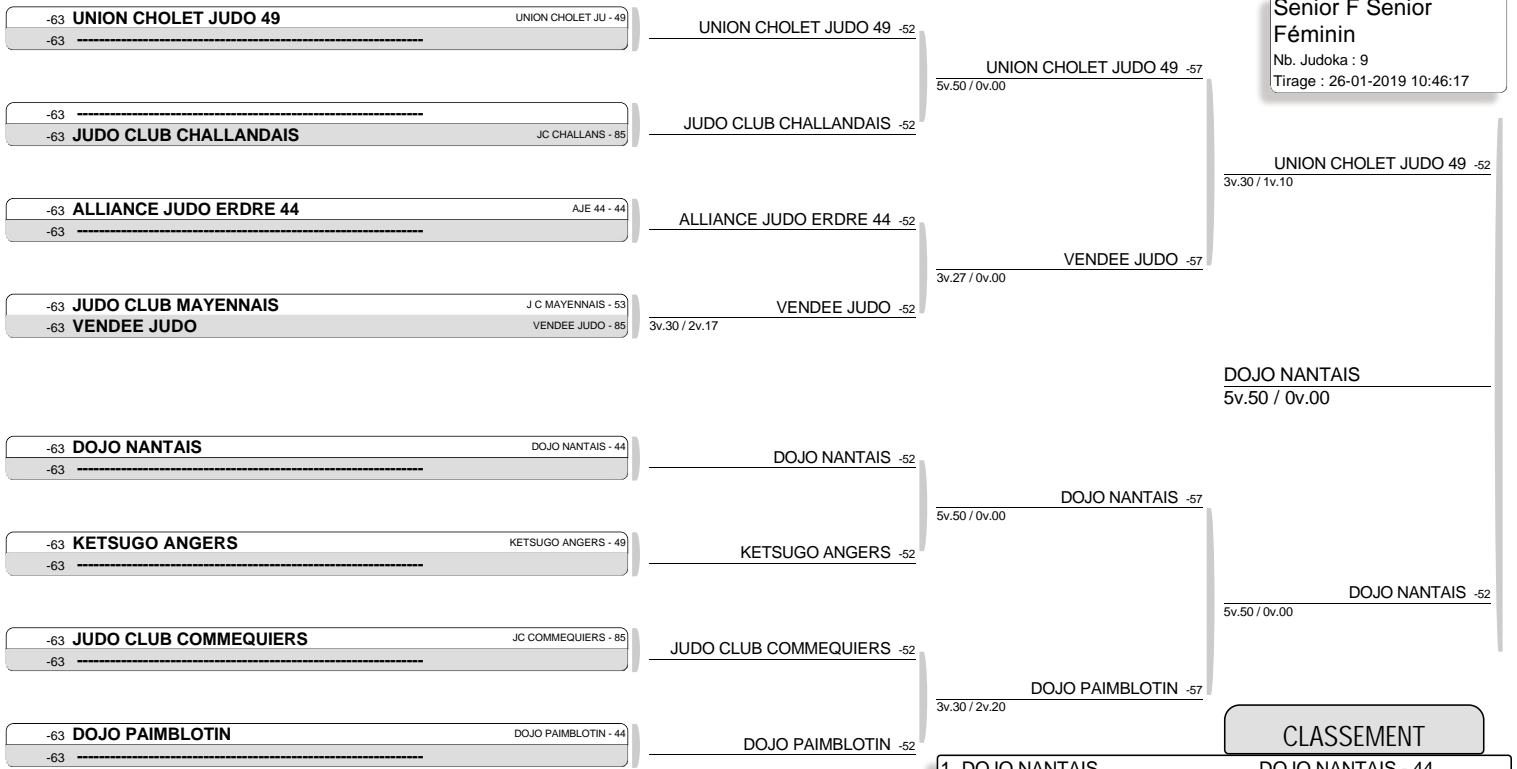 Senior F Senior
Féminin
Nb. Judoka : 9
Tirage : 26-01-2019 10:46:17
-63 UNION CHOLET JUDO 49 UNION CHOLET JU - 49
-63 ----------------------------------------------------------------
-63 ----------------------------------------------------------------
-63 JUDO CLUB CHALLANDAIS JC CHALLANS - 85
-63 ALLIANCE JUDO ERDRE 44 AJE 44 - 44
-63 ----------------------------------------------------------------
-63 JUDO CLUB MAYENNAIS J C MAYENNAIS - 53
-63 VENDEE JUDO VENDEE JUDO - 85
-63 DOJO NANTAIS DOJO NANTAIS - 44
-63 ----------------------------------------------------------------
-63 KETSUGO ANGERS KETSUGO ANGERS - 49
-63 ----------------------------------------------------------------
-63 JUDO CLUB COMMEQUIERS JC COMMEQUIERS - 85
-63 ----------------------------------------------------------------
-63 DOJO PAIMBLOTIN DOJO PAIMBLOTIN - 44
-63 ----------------------------------------------------------------
UNION CHOLET JUDO 49 -52
JUDO CLUB CHALLANDAIS -52
ALLIANCE JUDO ERDRE 44 -52
VENDEE JUDO -52
3v.30 / 2v.17
DOJO NANTAIS -52
KETSUGO ANGERS -52
JUDO CLUB COMMEQUIERS -52
DOJO PAIMBLOTIN -52
UNION CHOLET JUDO 49 -57
5v.50 / 0v.00
VENDEE JUDO -57
3v.27 / 0v.00
DOJO NANTAIS -57
5v.50 / 0v.00
DOJO PAIMBLOTIN -57
3v.30 / 2v.20
UNION CHOLET JUDO 49 -52
3v.30 / 1v.10
DOJO NANTAIS
5v.50 / 0v.00
DOJO NANTAIS -52
5v.50 / 0v.00
CLASSEMENT
1. DOJO NANTAIS DOJO NANTAIS - 44